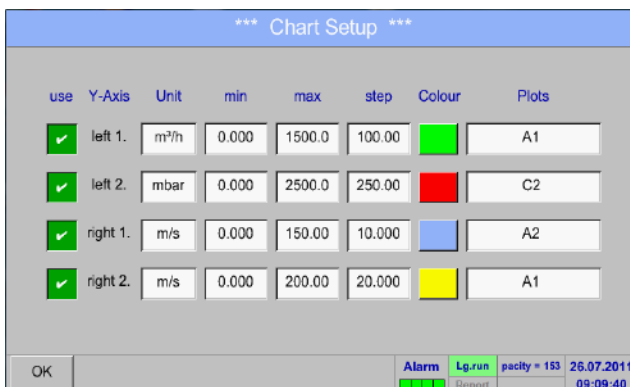 *** Chart Setup ***
use Y-Axis Unit min max step Colour Plots
left 1. m³/h 0.000 1500.0 100.00 A1
left 2. mbar 0.000 2500.0 250.00 C2
right 1. m/s 0.000 150.00 10.000 A2
right 2. m/s 0.000 200.00 20.000 A1
OK Alarm Lg.run pacity = 153 26.07.2011
Report 09:09:40